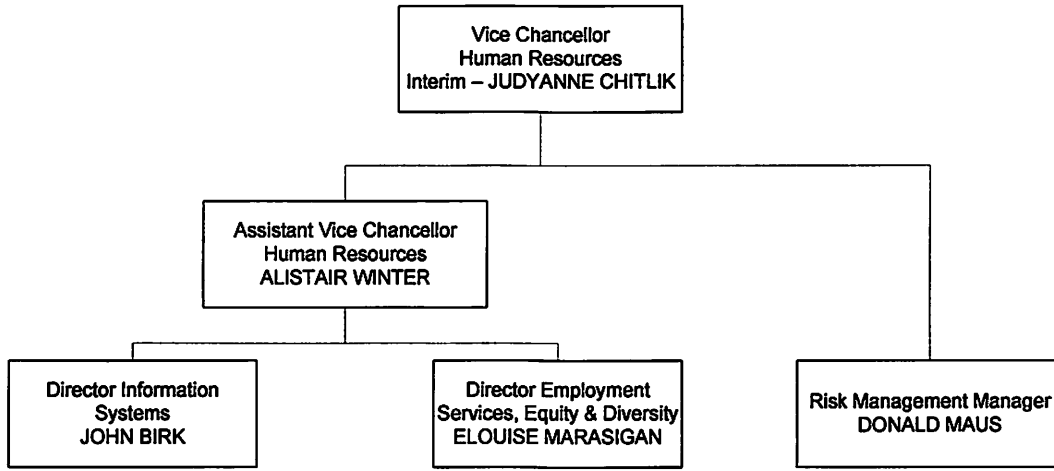 Vice Chancellor
Human Resources
Interim – JUDYANNE CHITLIK
Assistant Vice Chancellor
Human Resources
ALISTAIR WINTER
Director Information
Systems
JOHN BIRK
Director Employment
Services, Equity & Diversity
ELOUISE MARASIGAN
Risk Management Manager
DONALD MAUS